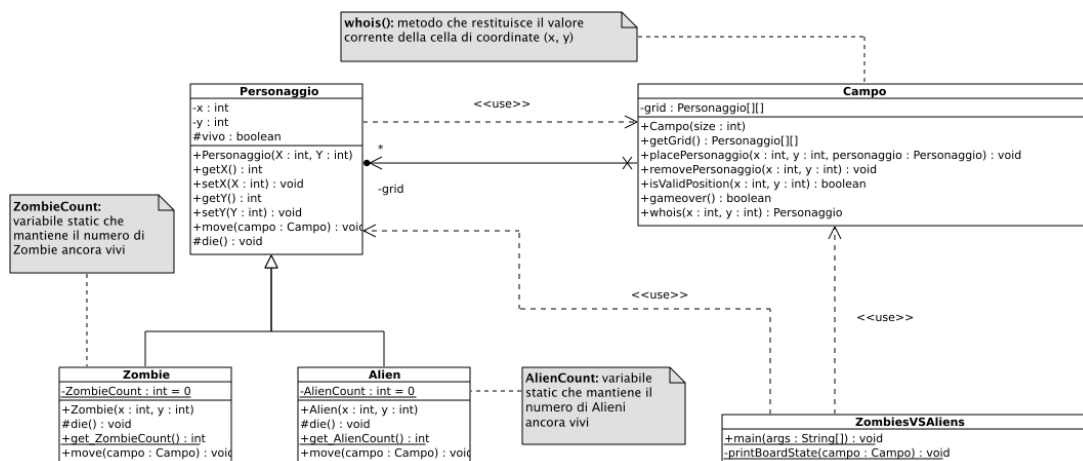 whois(): metodo che restituisce il valore
corrente della cella di coordinate (x, y)
Personaggio
-x : int
-y : int
#vivo : boolean
+Personaggio(X : int, Y : int)
+getX() : int
+setX(X : int) : void
+getY() : int
+setY(Y : int) : void
+move(campo : Campo) : void
#die() : void
<<use>>
*
-grid
Campo
-grid : Personaggio[][]
+Campo(size : int)
+getGrid() : Personaggio[][]
+placePersonaggio(x : int, y : int, personaggio : Personaggio) : void
+removePersonaggio(x : int, y : int) : void
+isValidPosition(x : int, y : int) : boolean
+gameover() : boolean
+whois(x : int, y : int) : Personaggio
ZombieCount:
variabile static che
mantiene il numero di
Zombie ancora vivi
<<use>>
<<use>>
Zombie
-ZombieCount : int = 0
+Zombie(x : int, y : int)
#die() : void
+get_ZombieCount() : int
+move(campo : Campo) : void
Alien
-AlienCount : int = 0
+Alien(x : int, y : int)
#die() : void
+get_AlienCount() : int
+move(campo : Campo) : void
AlienCount: variabile
static che mantiene il
numero di Alieni
ancora vivi
ZombiesVSAliens
+main(args : String[]) : void
-printBoardState(campo : Campo) : void